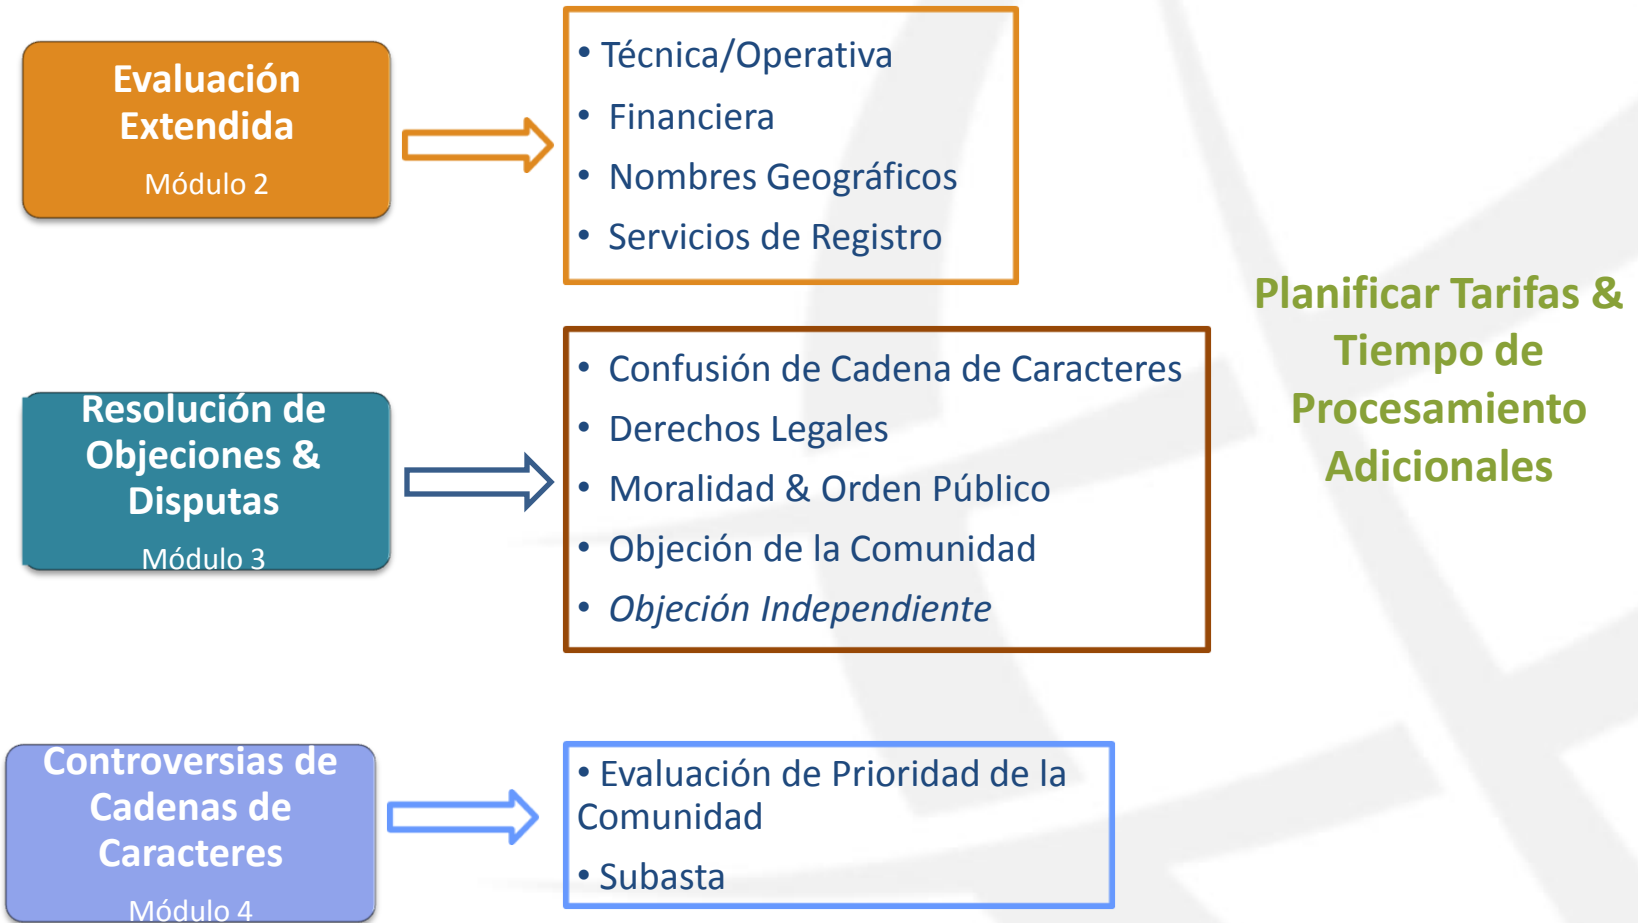 Evaluación
Extendida
Módulo 2
• Técnica/Operativa
• Financiera
• Nombres Geográficos
• Servicios de Registro
Resolución de
Objeciones &
Disputas
Módulo 3
• Confusión de Cadena de Caracteres
• Derechos Legales
• Moralidad & Orden Público
• Objeción de la Comunidad
• Objeción Independiente
Controversias de
Cadenas de
Caracteres
Módulo 4
• Evaluación de Prioridad de la
Comunidad
• Subasta
Planificar Tarifas &
Tiempo de
Procesamiento
Adicionales